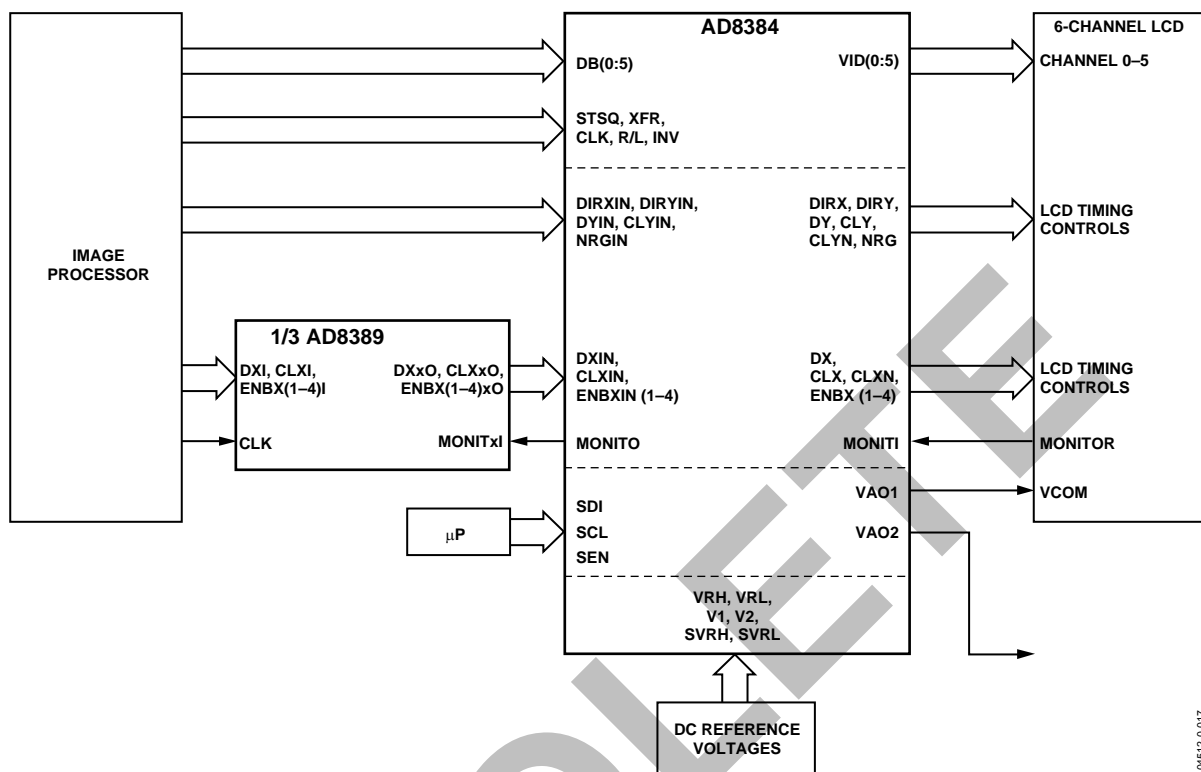 AD8384
6-CHANNEL LCD
DB(0:5)
VID(0:5)
CHANNEL 0–5
STSQ, XFR,
CLK, R/L, INV
DIRXIN, DIRYIN,
DYIN, CLYIN,
NRGIN
DIRX, DIRY,
DY, CLY,
CLYN, NRG
LCD TIMING
CONTROLS
IMAGE
PROCESSOR
1/3 AD8389
DXI, CLXI,
ENBX(1–4)I
DXxO, CLXxO,
ENBX(1–4)xO
DXIN,
CLXIN,
ENBXIN (1–4)
DX,
CLX, CLXN,
ENBX (1–4)
LCD TIMING
CONTROLS
CLK
MONITxI
MONITO
MONITI
MONITOR
VAO1
VCOM
μP
SDI
SCL
SEN
VAO2
VRH, VRL,
V1, V2,
SVRH, SVRL
DC REFERENCE
VOLTAGES
OLETE